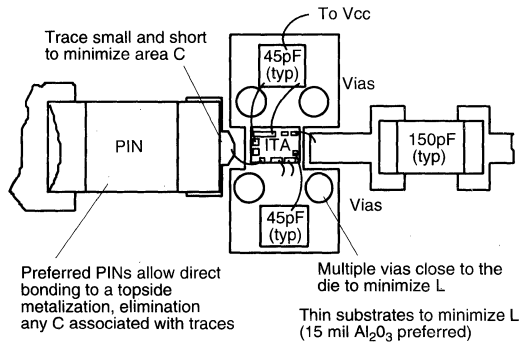 To Vcc
Trace small and short
to minimize area C
45pF
(typ)
Vias
PIN
ITA
150pF
(typ)
45pF
(typ)
Vias
Preferred PINs allow direct
bonding to a topside
metalization, elimination
any C associated with traces
Multiple vias close to the
die to minimize L
Thin substrates to minimize L
(15 mil Al₂0₃ preferred)